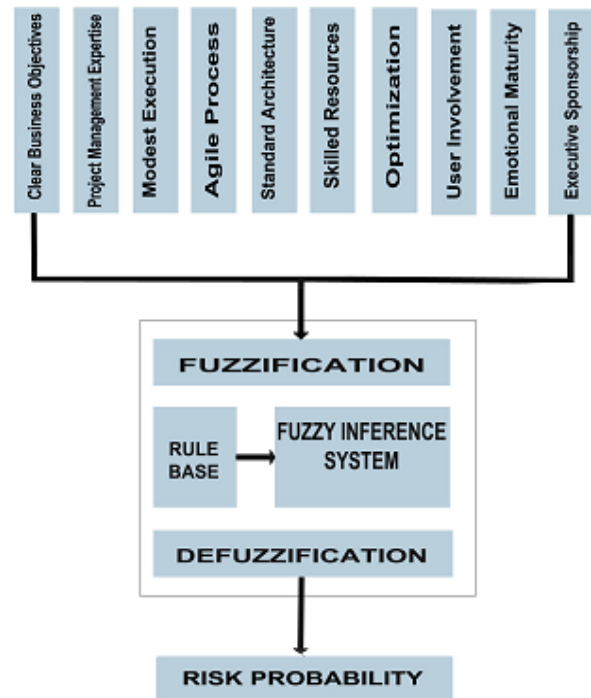 Clear Business Objectives
Project Management Expertise
Modest Execution
Agile Process
Standard Architecture
Skilled Resources
Optimization
User Involvement
Emotional Maturity
Executive Sponsorship
FUZZIFICATION
RULE
BASE
FUZZY INFERENCE
SYSTEM
DEFUZZIFICATION
RISK PROBABILITY